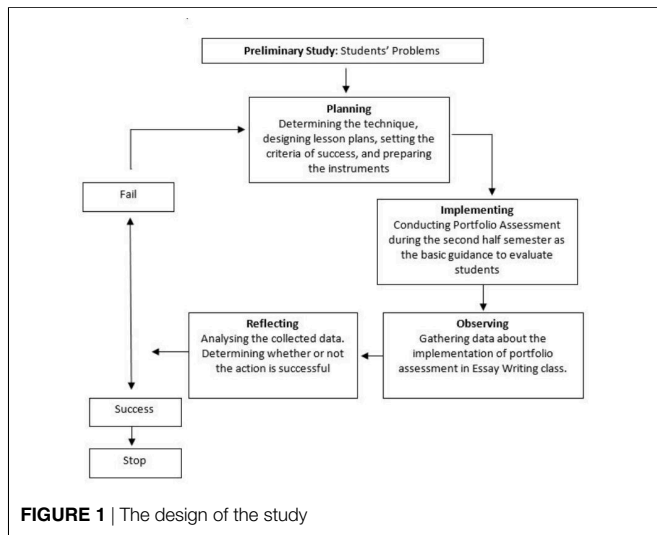 Preliminary Study: Students' Problems
Planning
Determining the technique,
designing lesson plans, setting the
criteria of success, and preparing
the instruments
Fail
Implementing
Conducting Portfolio Assessment
during the second half semester as
the basic guidance to evaluate
students
Reflecting
Analysing the collected data.
Determining whether or not
the action is successful
Observing
Gathering data about the
implementation of portfolio
assessment in Essay Writing class.
Success
Stop
FIGURE 1 | The design of the study